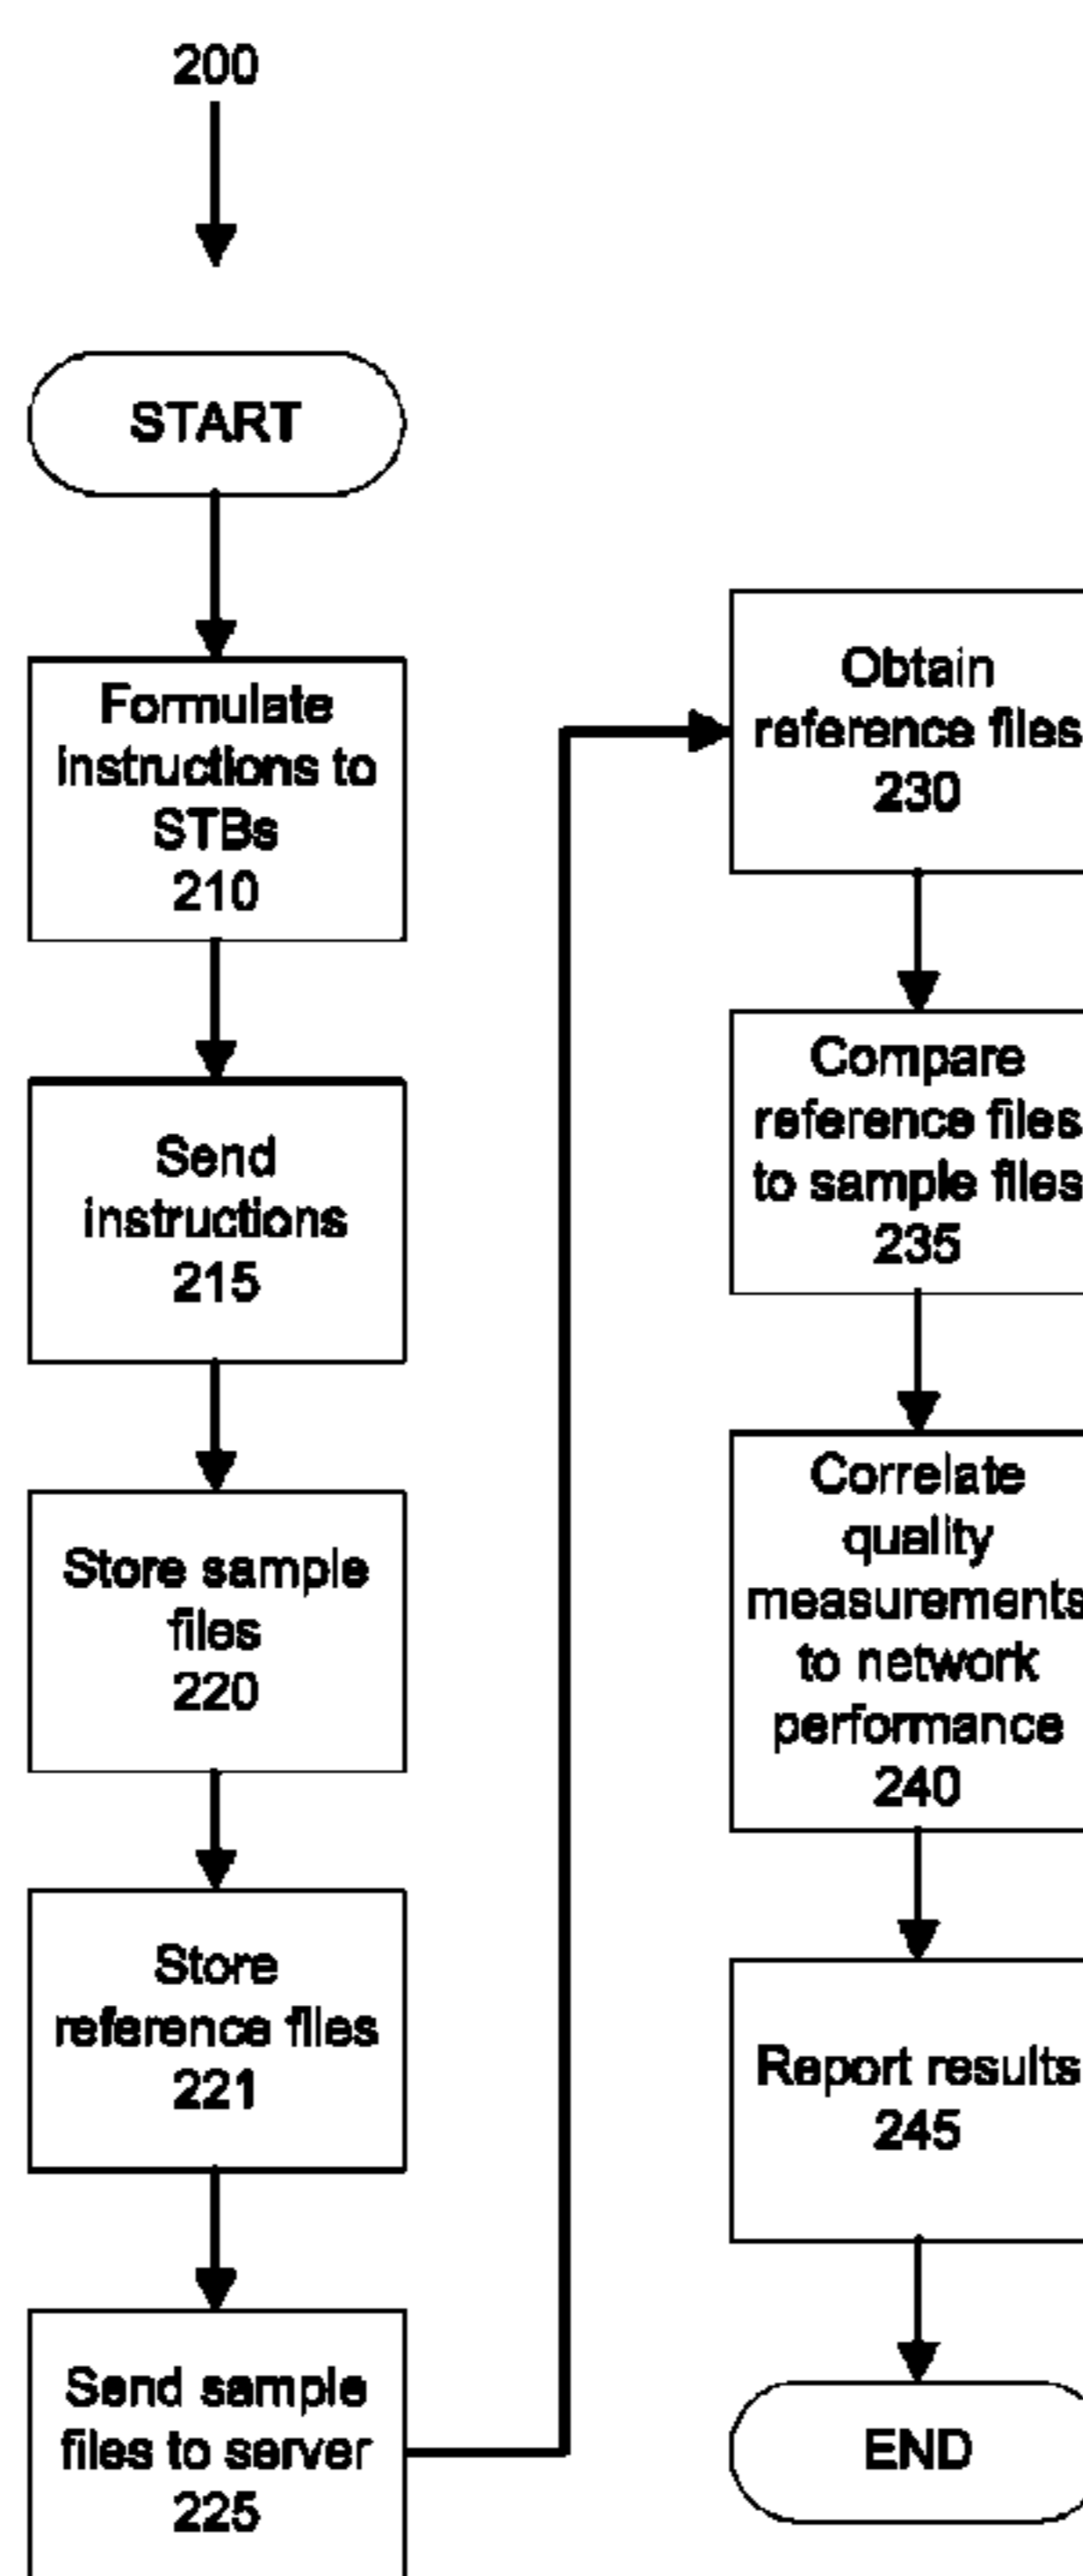 200
START
Formulate
instructions to
STBs
210
Send
instructions
215
Store sample
files
220
Store
reference files
221
Send sample
files to server
225
Obtain
reference files
230
Compare
reference files
to sample files
235
Correlate
quality
measurements
to network
performance
240
Report results
245
END